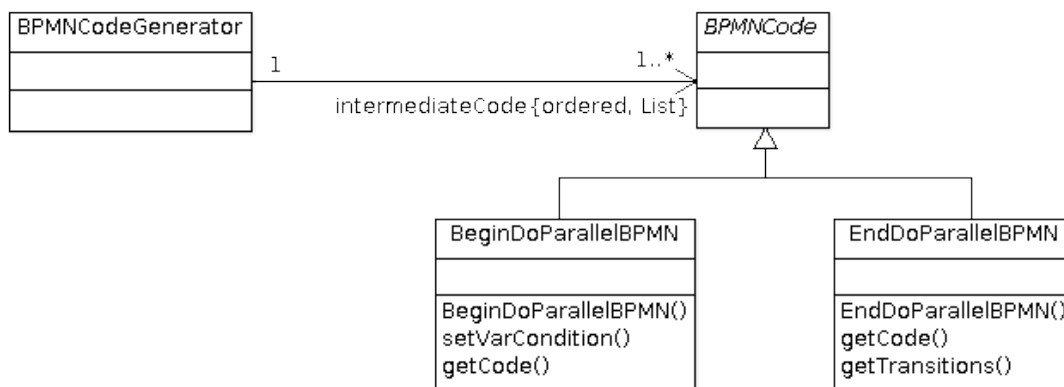 BPMNCodeGenerator
BPMNCode
1
1..*
intermediateCode{ordered, List}
BeginDoParallelBPMN
EndDoParallelBPMN
BeginDoParallelBPMN()
setVarCondition()
getCode()
EndDoParallelBPMN()
getCode()
getTransitions()